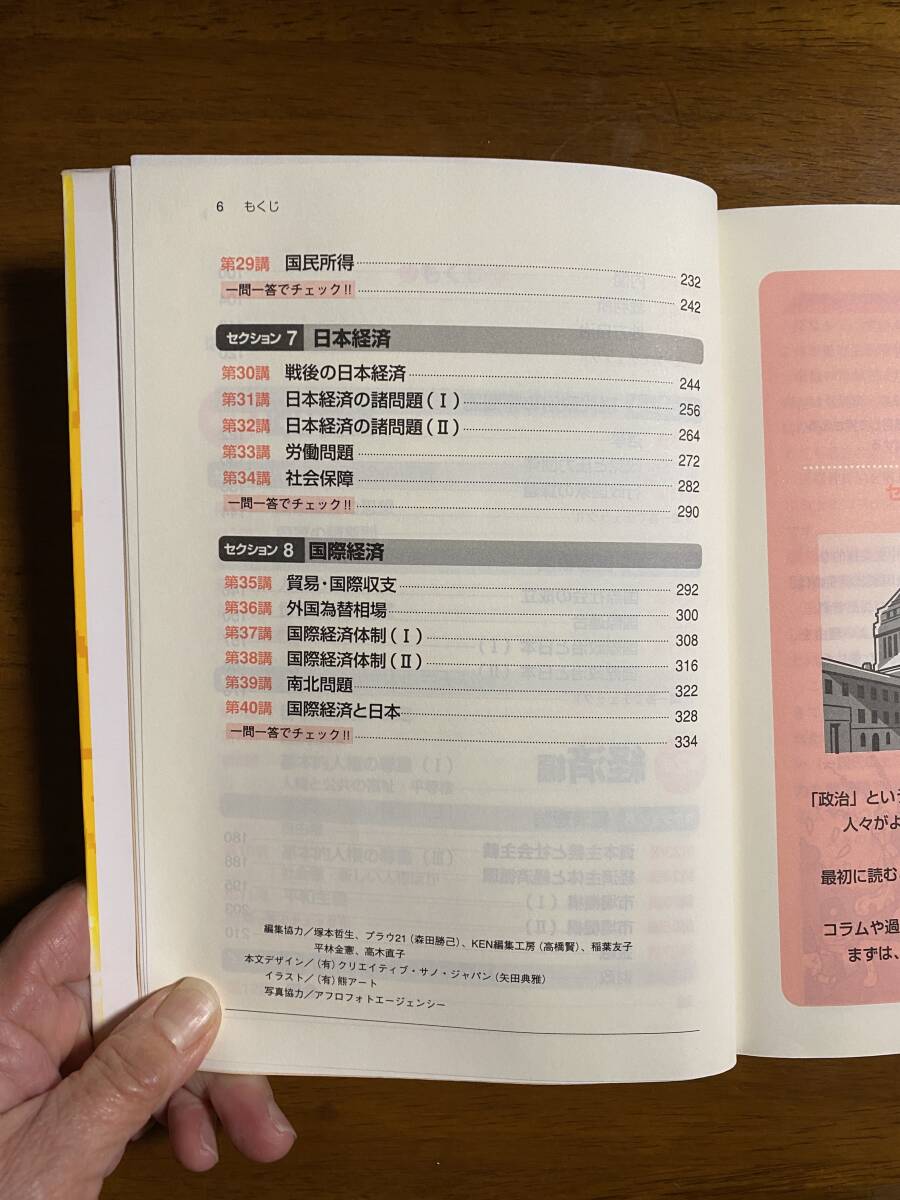 6 もくじ
第29講 国民所得 232
一問一答でチェック!! 242
セクション 7 日本経済
第30講 戦後の日本経済 244
第31講 日本経済の諸問題(Ⅰ) 256
第32講 日本経済の諸問題(Ⅱ) 264
第33講 労働問題 272
第34講 社会保障 282
一問一答でチェック!! 290
セクション 8 国際経済
第35講 貿易・国際収支 292
第36講 外国為替相場 300
第37講 国際経済体制(Ⅰ) 308
第38講 国際経済体制(Ⅱ) 316
第39講 南北問題 322
第40講 国際経済と日本 328
一問一答でチェック!! 334
編集協力／塚本哲生、プラウ21(森田勝己)、KEN編集工房(高橋賢)、稲葉友子
平林金憲、高木直子
本文デザイン／(有)クリエイティブ・サノ・ジャパン(矢田典雅)
イラスト／(有)熊アート
写真協力／アフロフォトエージェンシー
「政治」とい
人々がよ
最初に読む
コラムや過
まずは、